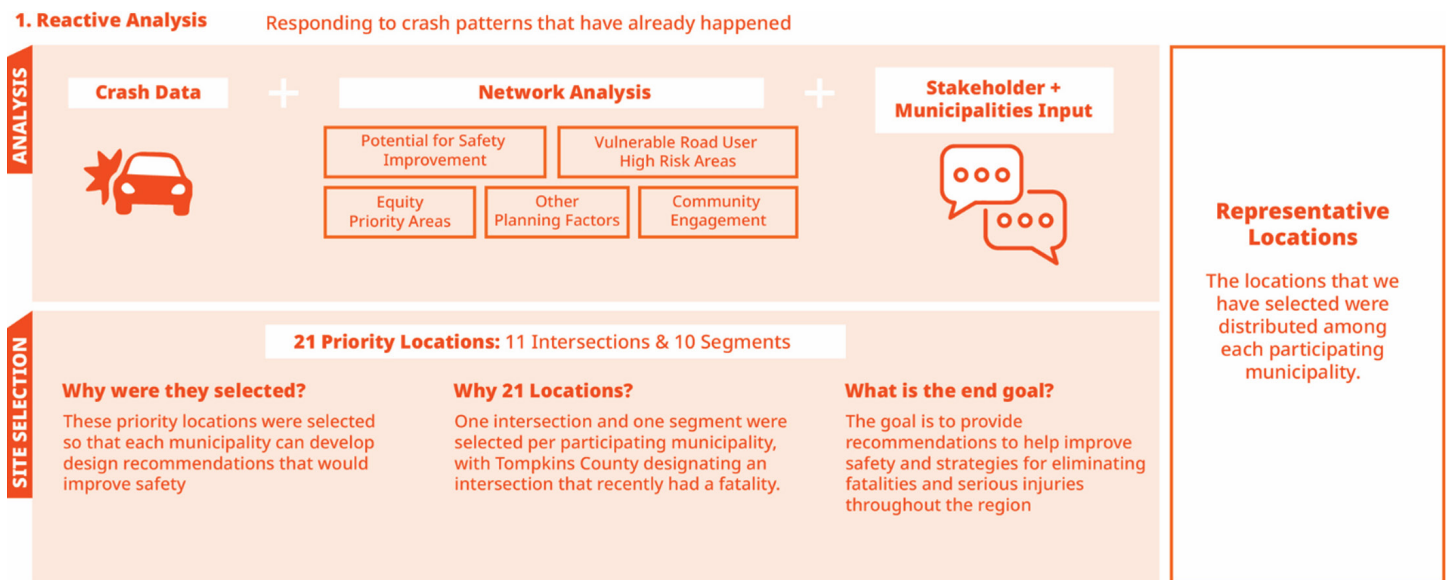 1. Reactive Analysis
Responding to crash patterns that have already happened
ANALYSIS
Crash Data
+
Network Analysis
+
Stakeholder +
Municipalities Input
Potential for Safety
Improvement
Vulnerable Road User
High Risk Areas
Equity
Priority Areas
Other
Planning Factors
Community
Engagement
SITE SELECTION
21 Priority Locations: 11 Intersections & 10 Segments
Why were they selected?
These priority locations were selected
so that each municipality can develop
design recommendations that would
improve safety
Why 21 Locations?
One intersection and one segment were
selected per participating municipality,
with Tompkins County designating an
intersection that recently had a fatality.
What is the end goal?
The goal is to provide
recommendations to help improve
safety and strategies for eliminating
fatalities and serious injuries
throughout the region
Representative
Locations
The locations that we
have selected were
distributed among
each participating
municipality.